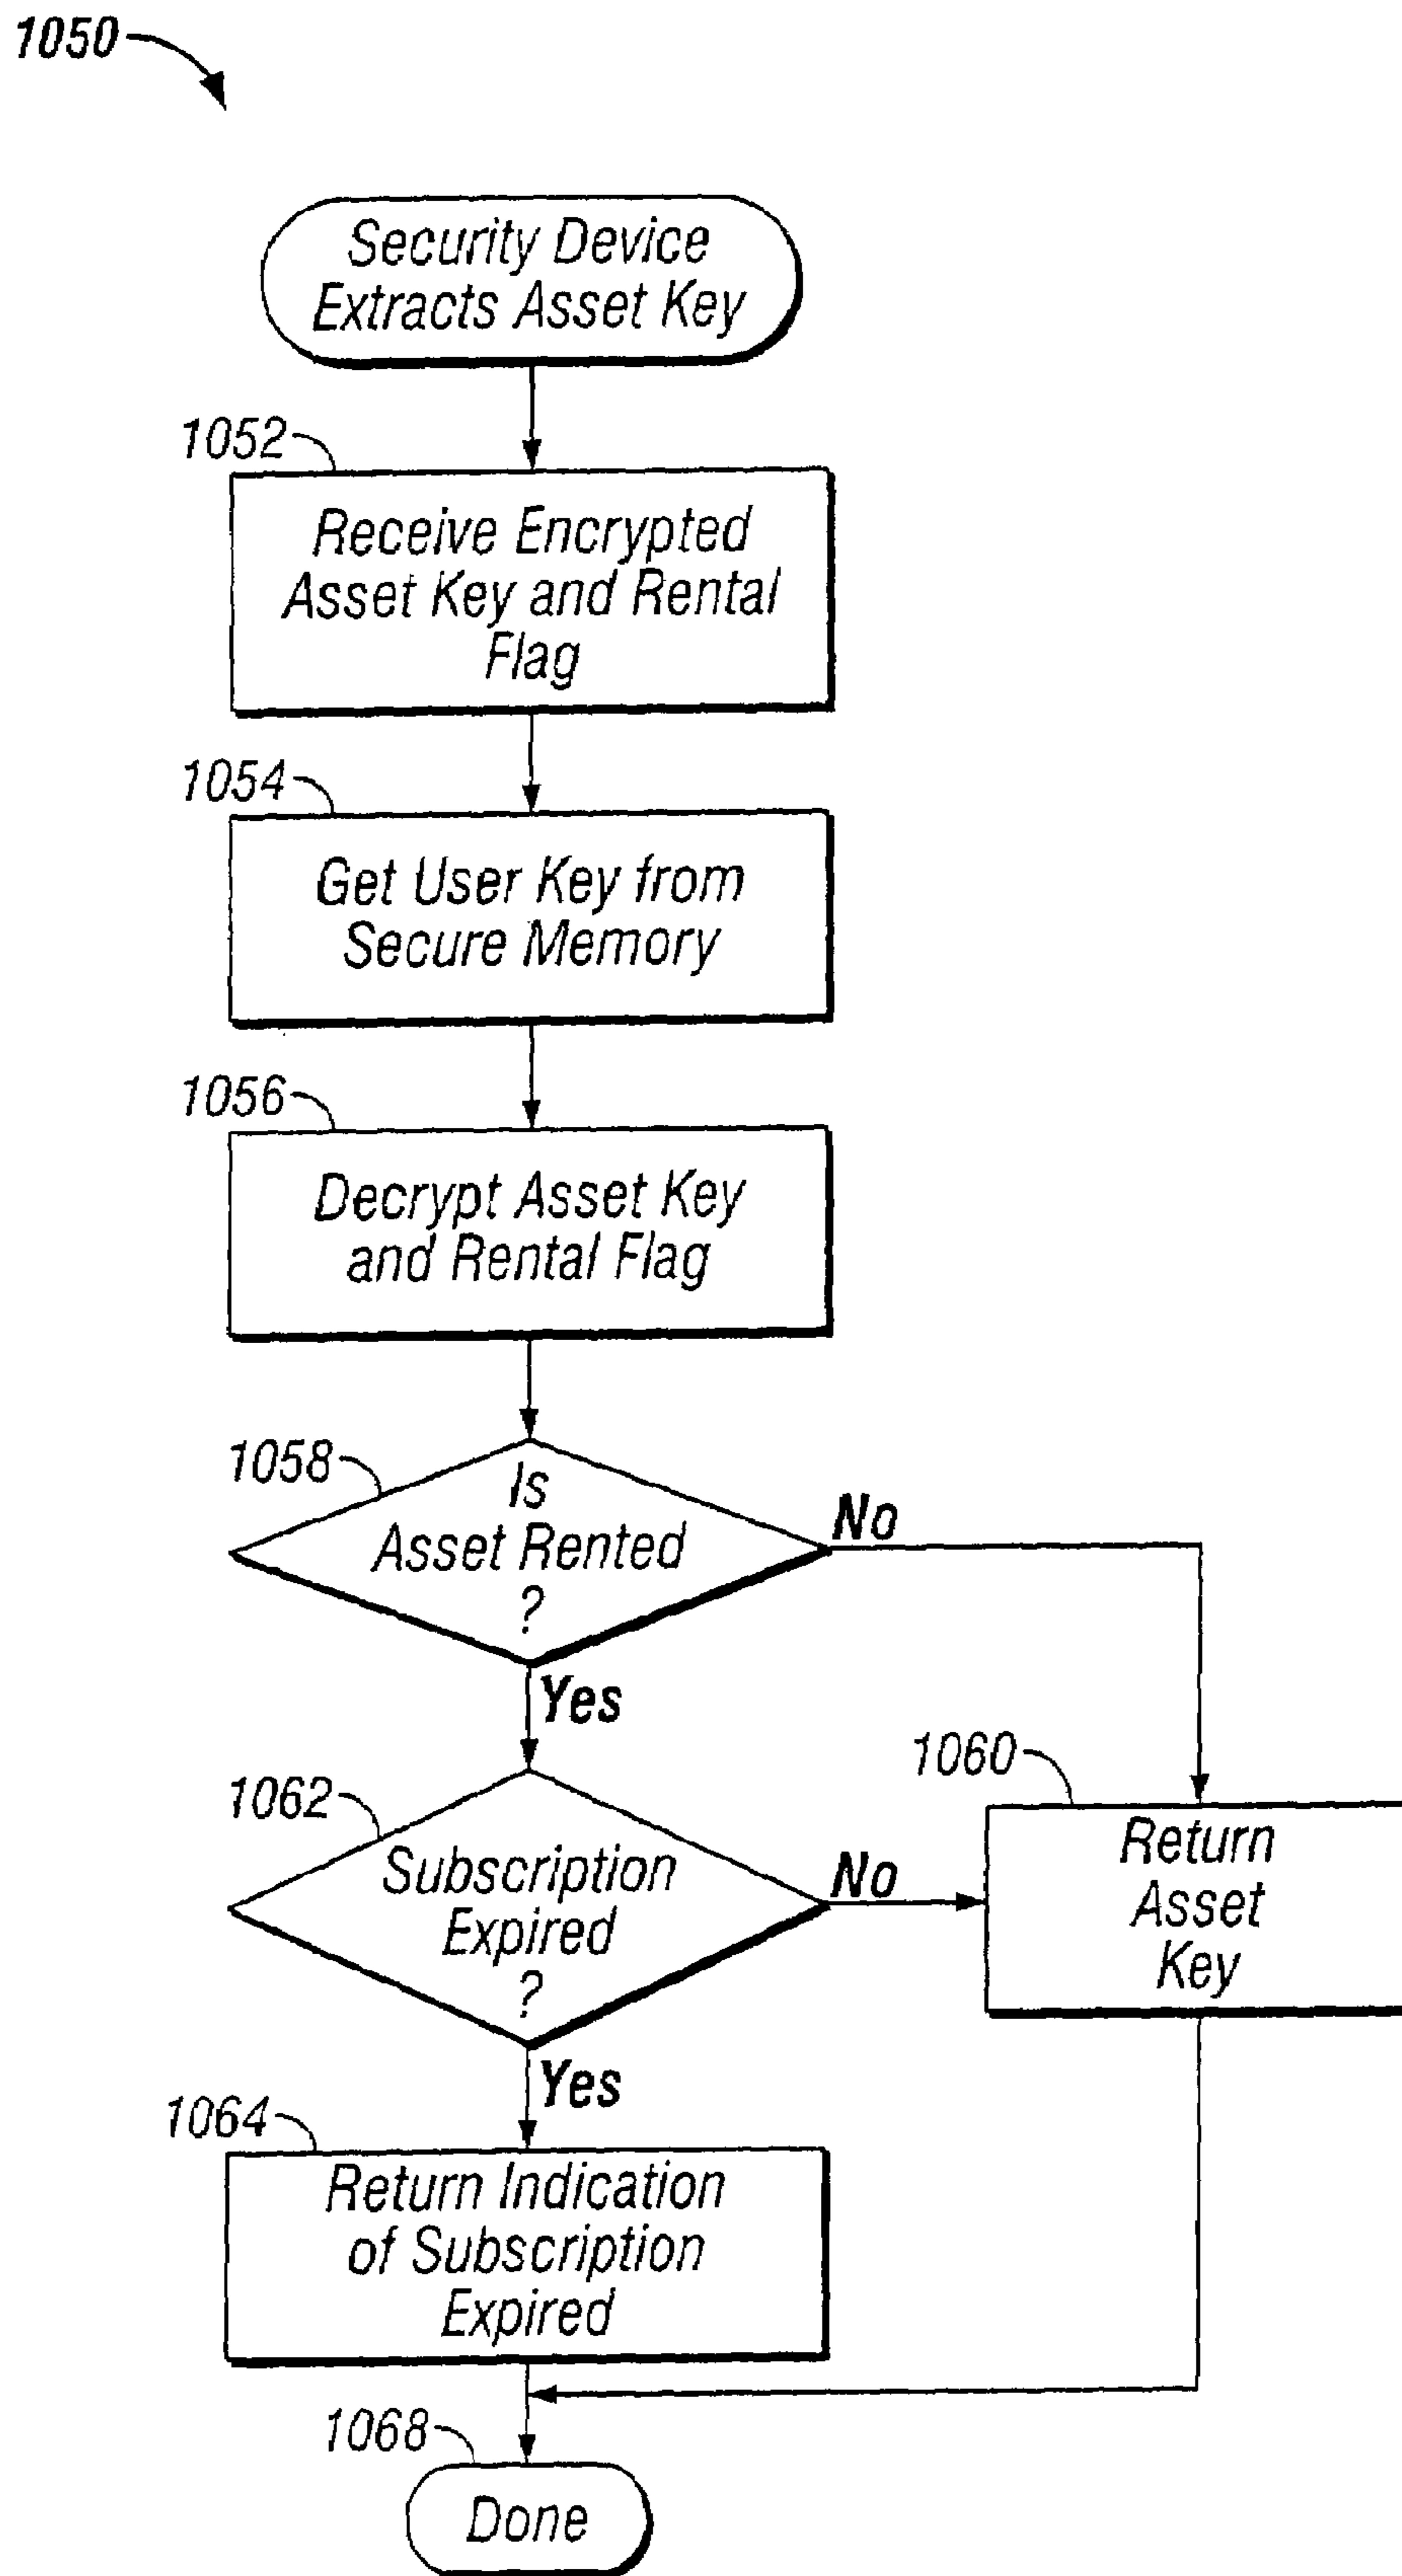 1050
Security Device
Extracts Asset Key
1052
Receive Encrypted
Asset Key and Rental
Flag
1054
Get User Key from
Secure Memory
1056
Decrypt Asset Key
and Rental Flag
1058
Is
Asset Rented
?
No
Yes
1060
Return
Asset
Key
1062
Subscription
Expired
?
No
Yes
1064
Return Indication
of Subscription
Expired
1068
Done